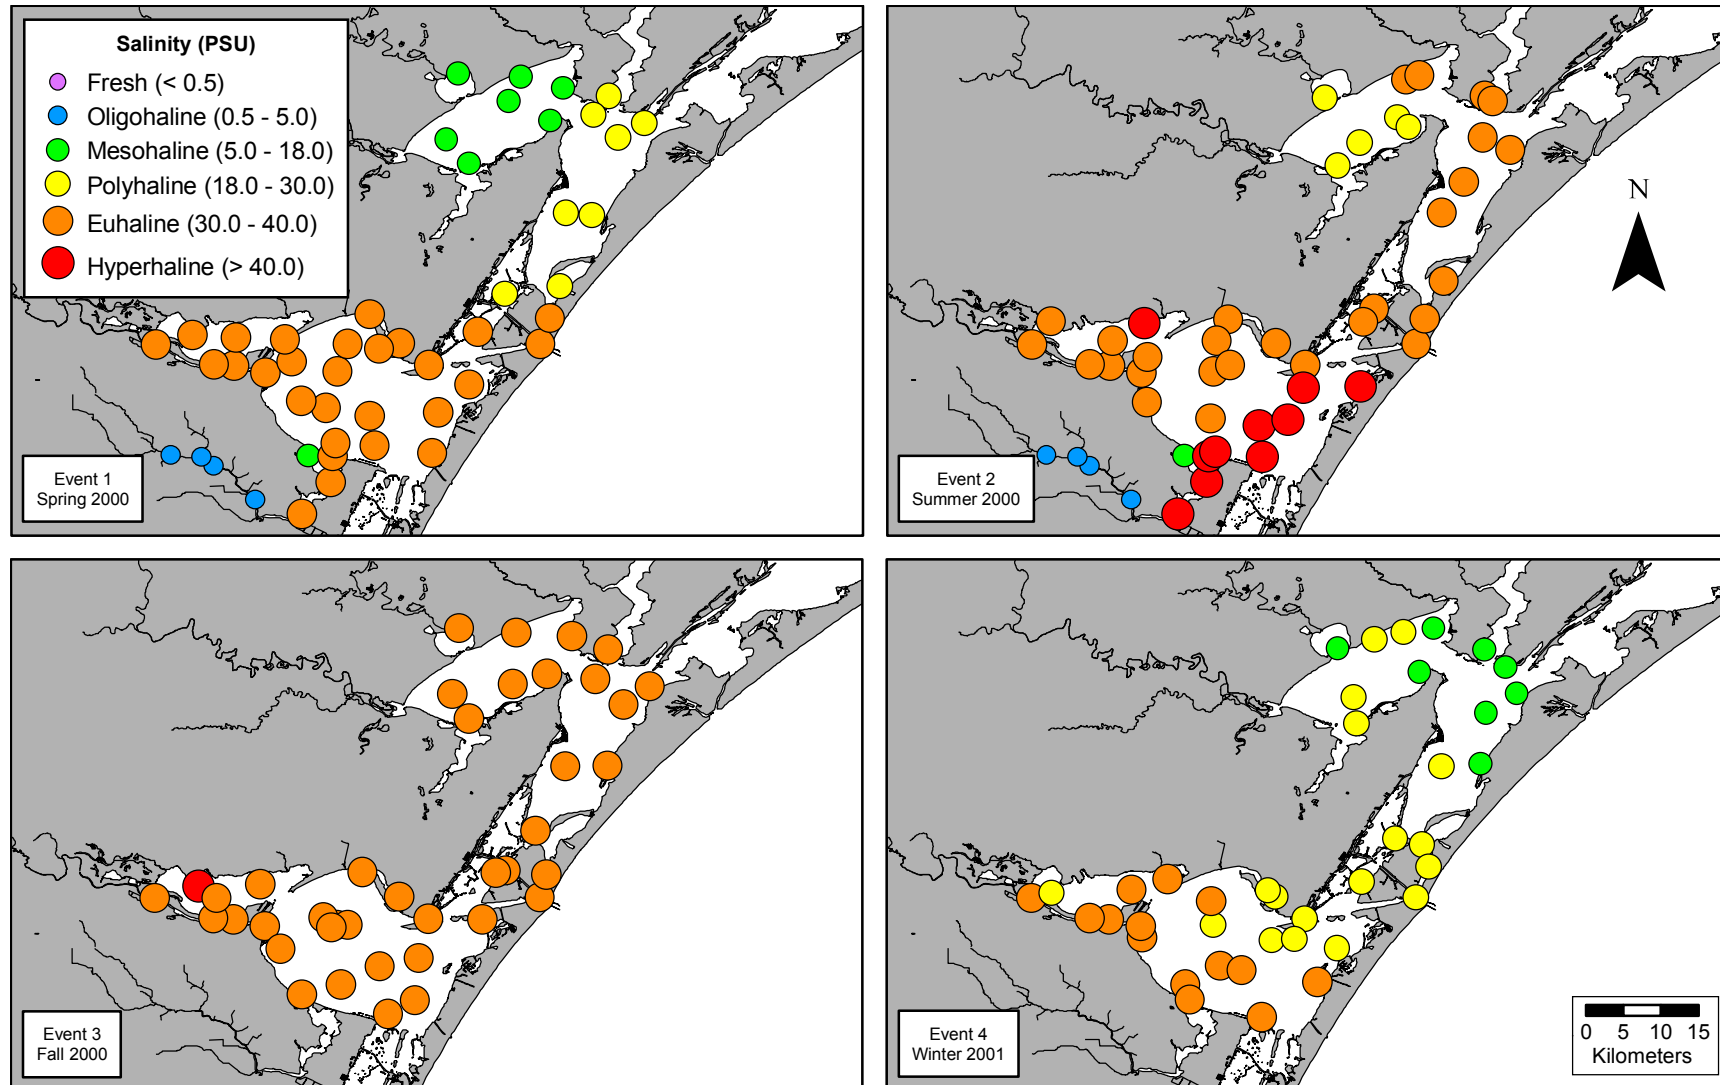 Salinity (PSU)
Fresh (< 0.5)
Oligohaline (0.5 - 5.0)
Mesohaline (5.0 - 18.0)
Polyhaline (18.0 - 30.0)
Euhaline (30.0 - 40.0)
Hyperhaline (> 40.0)
Event 1
Spring 2000
N
Event 2
Summer 2000
Event 3
Fall 2000
Event 4
Winter 2001
0 5 10 15
Kilometers